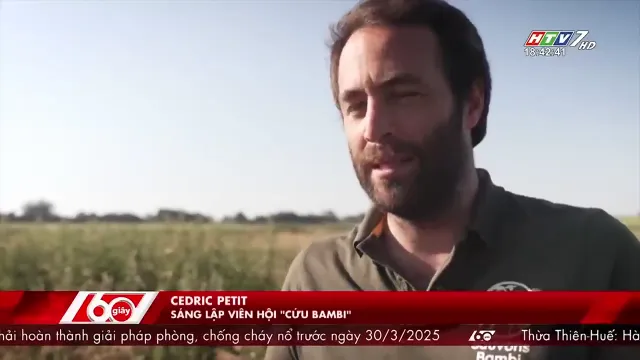 HTV7 HD
18:42:41
CEDRIC PETIT
60 giây
SÁNG LẬP VIÊN HỘI "CỨU BAMBI"
Sauvons
Bambi
hải hoàn thành giải pháp phòng, chống cháy nổ trước ngày 30/3/2025
60
Thừa Thiên-Huế: Hà